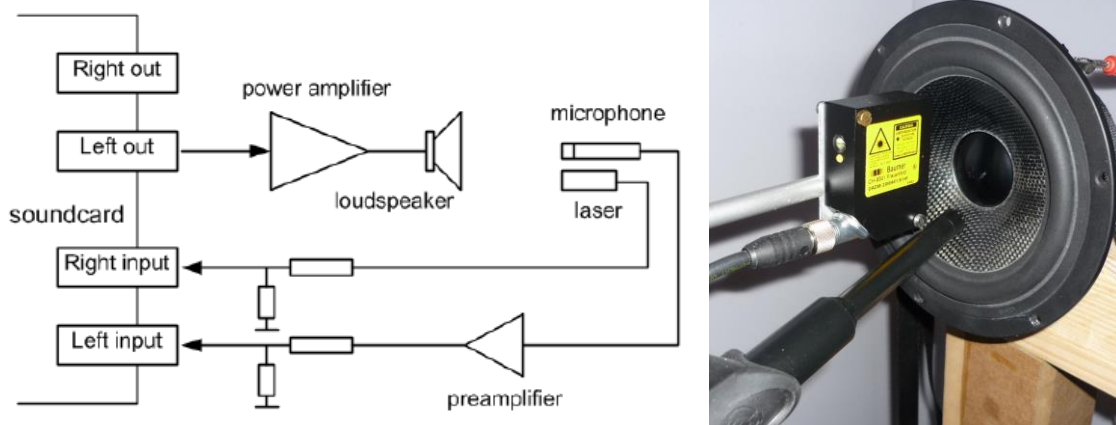 Right out
power amplifier
Left out
microphone
loudspeaker
laser
soundcard
Right input
Left input
preamplifier
Baumer